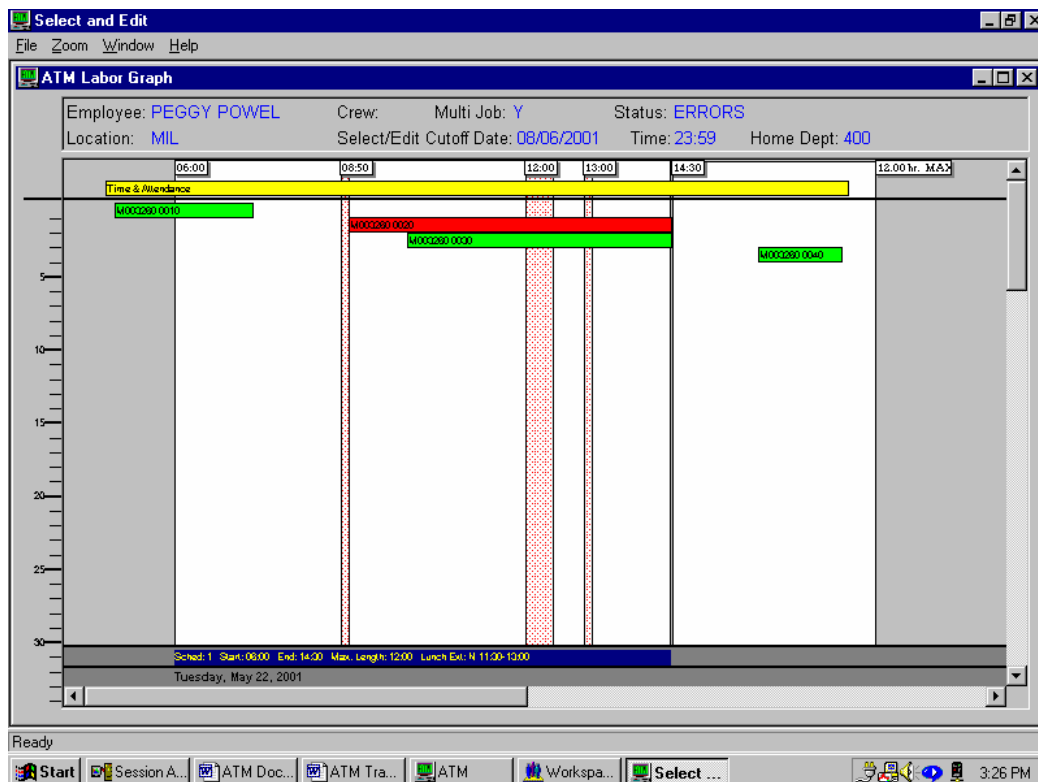 Select and Edit
File Zoom Window Help
ATM Labor Graph
Employee: PEGGY POWEL Crew: Multi Job: Y Status: ERRORS
Location: MIL Select/Edit Cutoff Date: 08/06/2001 Time: 23:59 Home Dept: 400
06:00 08:50 12:00 13:00 14:30 12.00 hr. MAX
Time & Attendance
M003260 0010
M003260 0020
M003260 0030
M003260 0040
5
10
15
20
25
30
Sched: 1 Start: 06:00 End: 14:30 Max. Length: 12:00 Lunch Ext: N 11:30-13:00
Tuesday, May 22, 2001
Ready
Start Session A... ATM Doc... ATM Tra... ATM Workspa... Select ... 3:26 PM